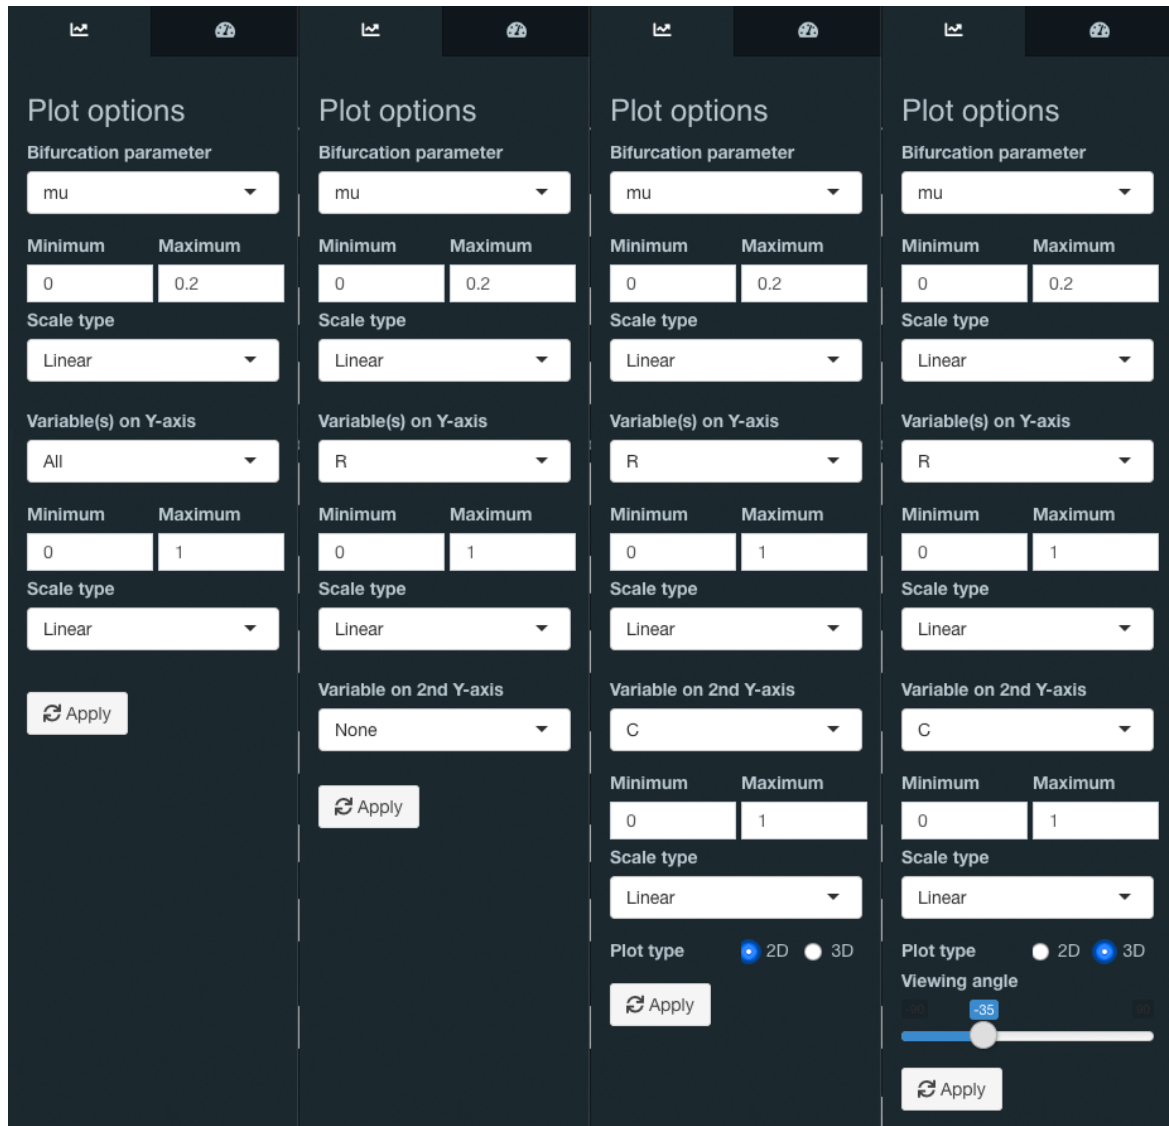 Plot options
Bifurcation parameter
mu
Minimum Maximum
0 0.2
Scale type
Linear
Variable(s) on Y-axis
All
Minimum Maximum
0 1
Scale type
Linear
Apply
Plot options
Bifurcation parameter
mu
Minimum Maximum
0 0.2
Scale type
Linear
Variable(s) on Y-axis
R
Minimum Maximum
0 1
Scale type
Linear
Variable on 2nd Y-axis
None
Apply
Plot options
Bifurcation parameter
mu
Minimum Maximum
0 0.2
Scale type
Linear
Variable(s) on Y-axis
R
Minimum Maximum
0 1
Scale type
Linear
Variable on 2nd Y-axis
C
Minimum Maximum
0 1
Scale type
Linear
Plot type 2D 3D
Apply
Plot options
Bifurcation parameter
mu
Minimum Maximum
0 0.2
Scale type
Linear
Variable(s) on Y-axis
R
Minimum Maximum
0 1
Scale type
Linear
Variable on 2nd Y-axis
C
Minimum Maximum
0 1
Scale type
Linear
Plot type 2D 3D
Viewing angle
-90 -35 90
Apply